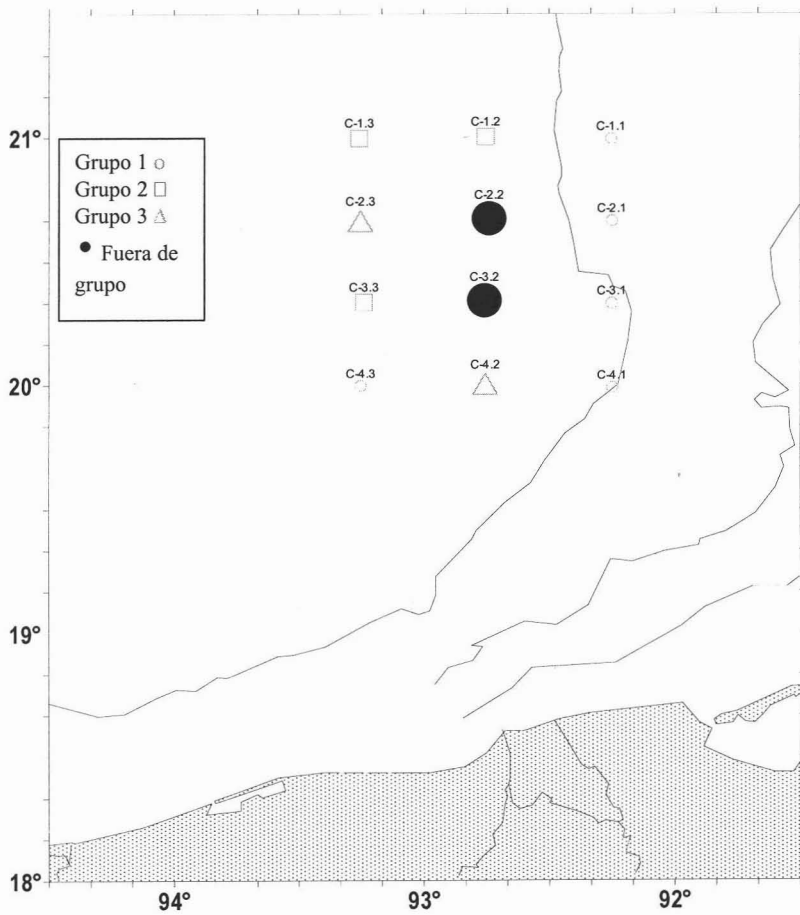 C-1.3 C-1.2 C-1.1
21°
Grupo 1
Grupo 2
Grupo 3
Fuera de
grupo
C-2.3 C-2.2 C-2.1
C-3.3 C-3.2 C-3.1
C-4.3 C-4.2 C-4.1
20°
19°
18°
94° 93° 92°